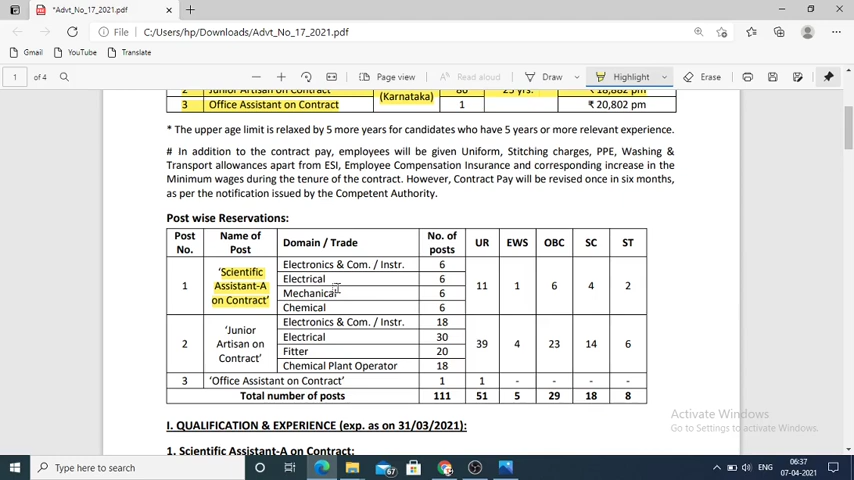 *Advt_No_17_2021.pdf
File C:/Users/hp/Downloads/Advt_No_17_2021.pdf
Gmail YouTube Translate
1 of 4 Page view Read aloud Draw Highlight Erase
2 Junior Artisan on Contract 80 25 yrs. ₹ 18,882 pm
(Karnataka)
3 Office Assistant on Contract 1 ₹ 20,802 pm
* The upper age limit is relaxed by 5 more years for candidates who have 5 years or more relevant experience.
# In addition to the contract pay, employees will be given Uniform, Stitching charges, PPE, Washing &
Transport allowances apart from ESI, Employee Compensation Insurance and corresponding increase in the
Minimum wages during the tenure of the contract. However, Contract Pay will be revised once in six months,
as per the notification issued by the Competent Authority.
Post wise Reservations:
Post No. Name of Post Domain / Trade No. of posts UR EWS OBC SC ST
1 ‘Scientific Assistant-A on Contract’ Electronics & Com. / Instr. 6 11 1 6 4 2
Electrical 6
Mechanical 6
Chemical 6
2 ‘Junior Artisan on Contract’ Electronics & Com. / Instr. 18 39 4 23 14 6
Electrical 30
Fitter 20
Chemical Plant Operator 18
3 ‘Office Assistant on Contract’ 1 1 - - - -
Total number of posts 111 51 5 29 18 8
I. QUALIFICATION & EXPERIENCE (exp. as on 31/03/2021):
1. Scientific Assistant-A on Contract:
Activate Windows
Go to Settings to activate Windows.
Type here to search 67 ENG 06:37
07-04-2021